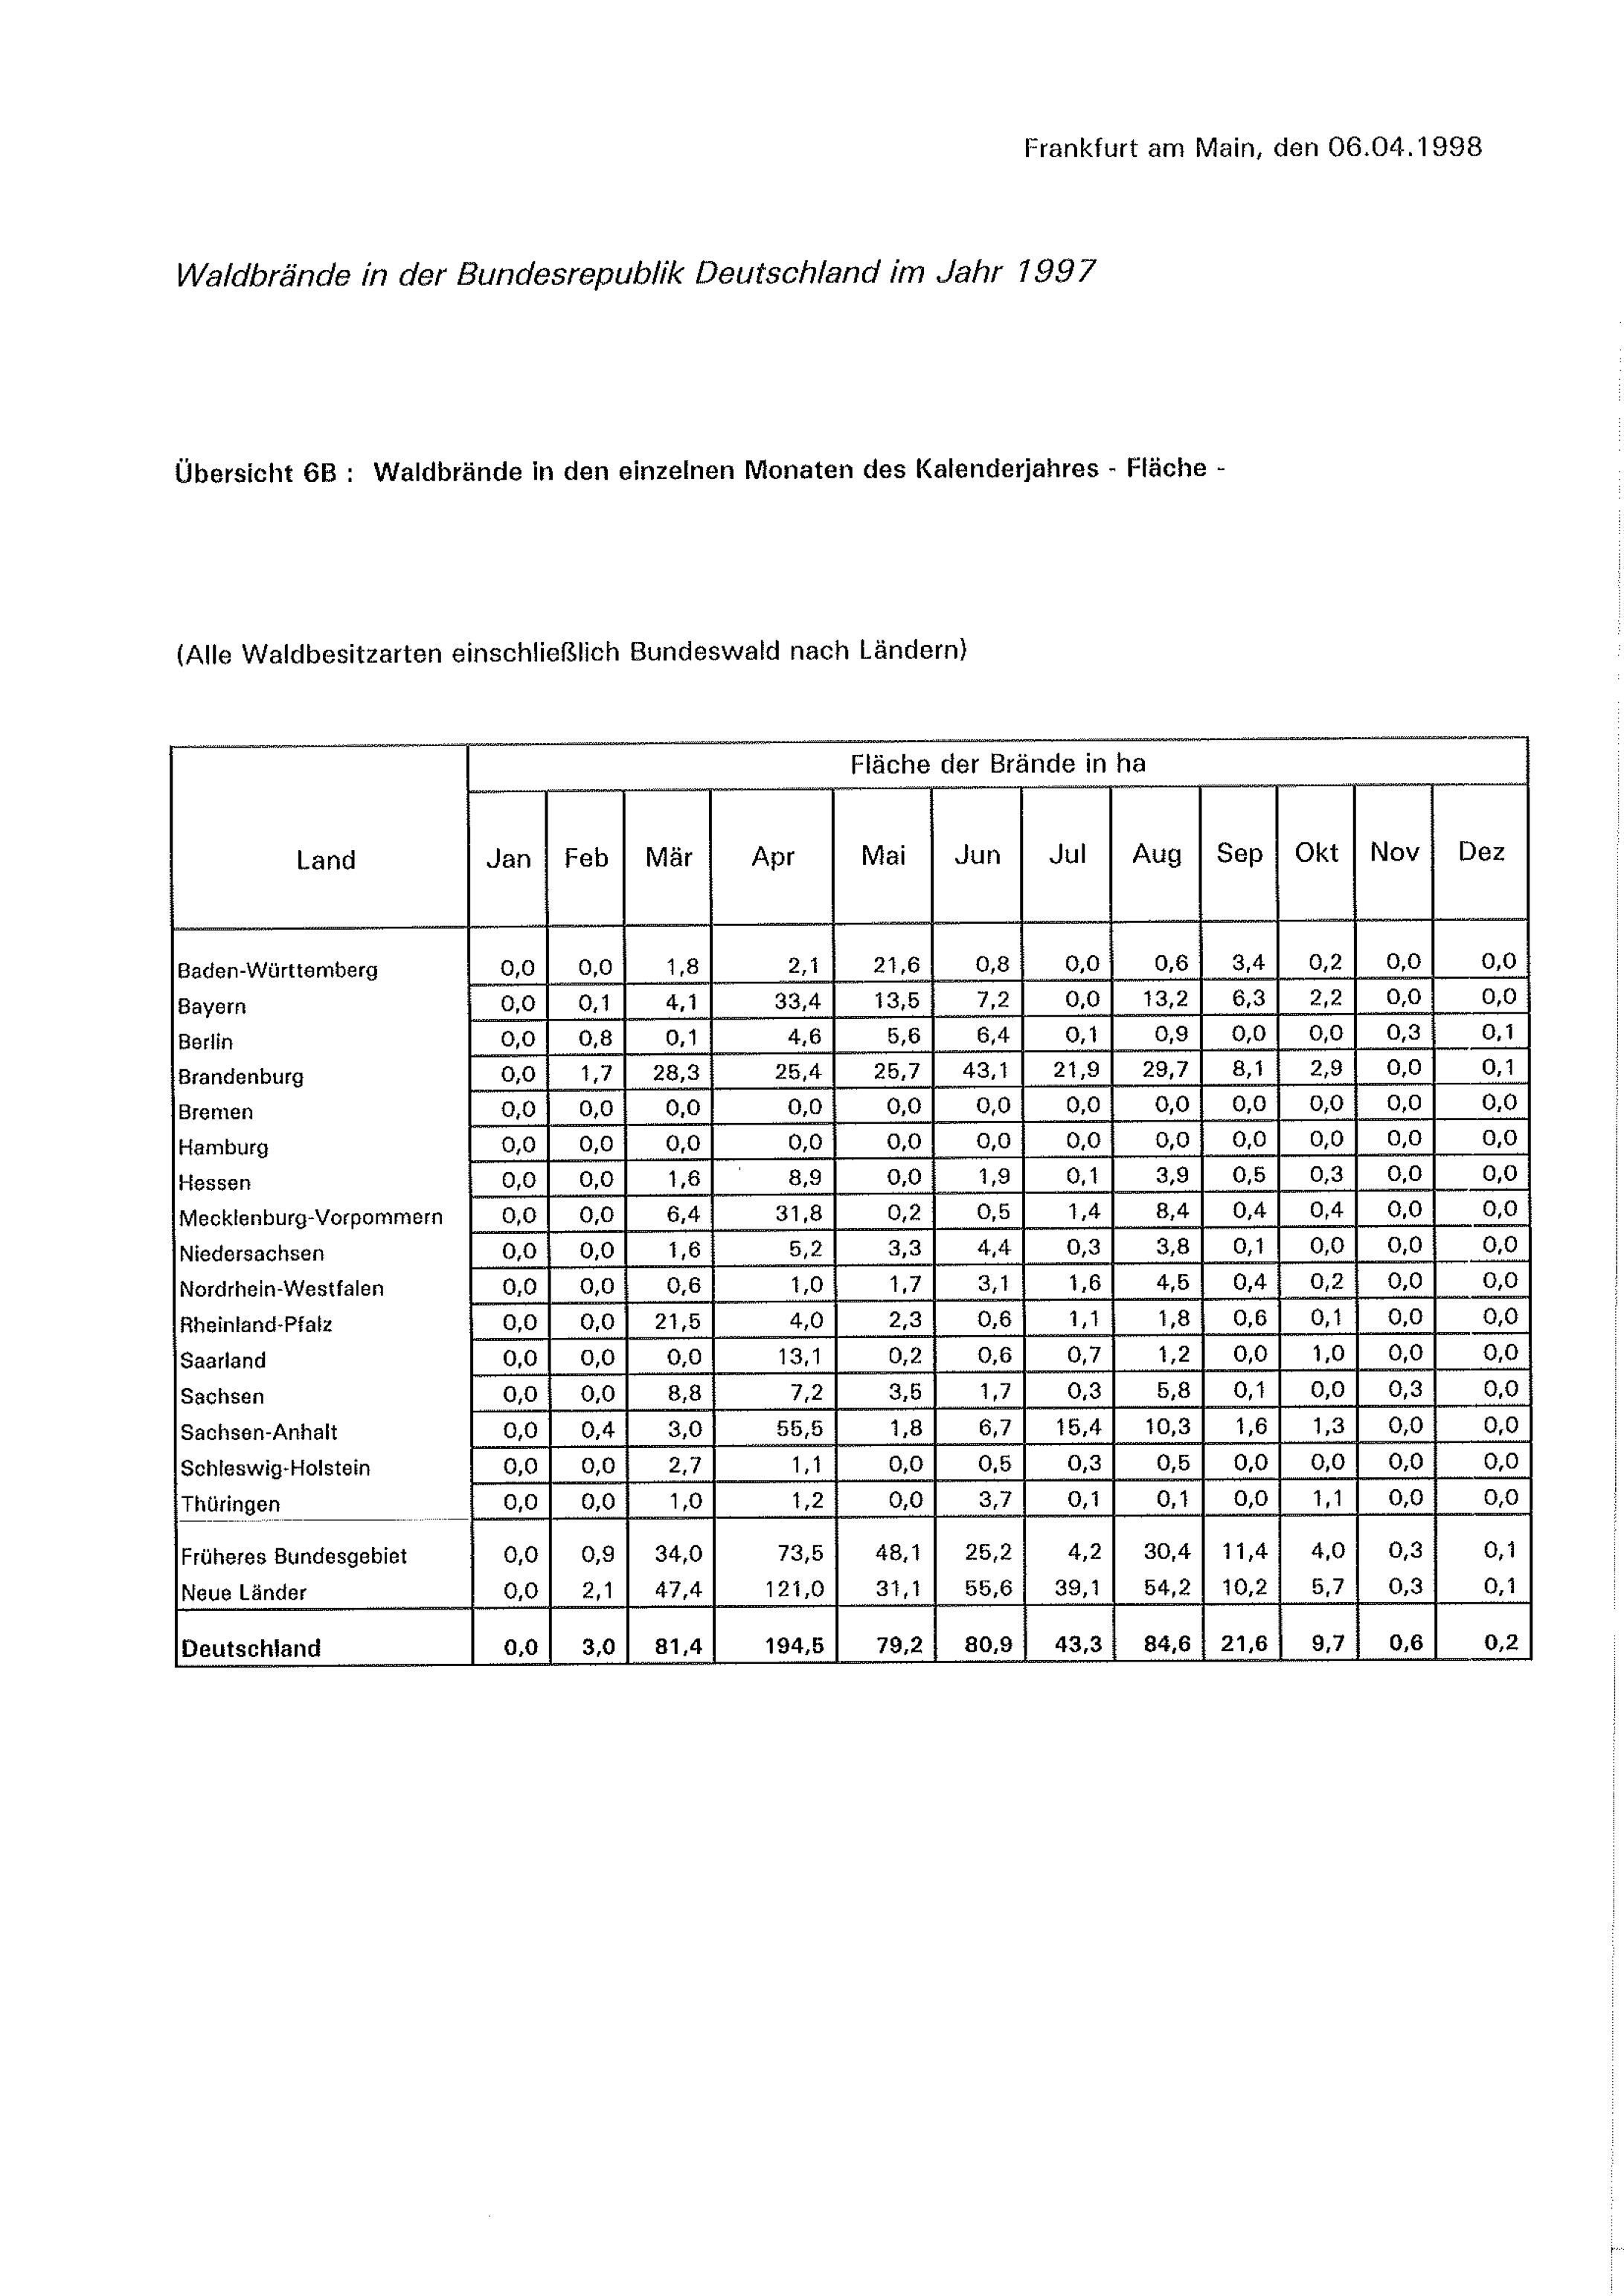 Frankfurt am Main, den 06.04.1998
Waldbrände in der Bundesrepublik Deutschland im Jahr 1997
Übersicht 6B : Waldbrände in den einzelnen Monaten des Kalenderjahres - Fläche -
(Alle Waldbesitzarten einschließlich Bundeswald nach Ländern)
Fläche der Brände in ha
Land Jan Feb Mär Apr Mai Jun Jul Aug Sep Okt Nov Dez
Baden-Württemberg 0,0 0,0 1,8 2,1 21,6 0,8 0,0 0,6 3,4 0,2 0,0 0,0
Bayern 0,0 0,1 4,1 33,4 13,5 7,2 0,0 13,2 6,3 2,2 0,0 0,0
Berlin 0,0 0,8 0,1 4,6 5,6 6,4 0,1 0,9 0,0 0,0 0,3 0,1
Brandenburg 0,0 1,7 28,3 25,4 25,7 43,1 21,9 29,7 8,1 2,9 0,0 0,1
Bremen 0,0 0,0 0,0 0,0 0,0 0,0 0,0 0,0 0,0 0,0 0,0 0,0
Hamburg 0,0 0,0 0,0 0,0 0,0 0,0 0,0 0,0 0,0 0,0 0,0 0,0
Hessen 0,0 0,0 1,6 8,9 0,0 1,9 0,1 3,9 0,5 0,3 0,0 0,0
Mecklenburg-Vorpommern 0,0 0,0 6,4 31,8 0,2 0,5 1,4 8,4 0,4 0,4 0,0 0,0
Niedersachsen 0,0 0,0 1,6 5,2 3,3 4,4 0,3 3,8 0,1 0,0 0,0 0,0
Nordrhein-Westfalen 0,0 0,0 0,6 1,0 1,7 3,1 1,6 4,5 0,4 0,2 0,0 0,0
Rheinland-Pfalz 0,0 0,0 21,5 4,0 2,3 0,6 1,1 1,8 0,6 0,1 0,0 0,0
Saarland 0,0 0,0 0,0 13,1 0,2 0,6 0,7 1,2 0,0 1,0 0,0 0,0
Sachsen 0,0 0,0 8,8 7,2 3,5 1,7 0,3 5,8 0,1 0,0 0,3 0,0
Sachsen-Anhalt 0,0 0,4 3,0 55,5 1,8 6,7 15,4 10,3 1,6 1,3 0,0 0,0
Schleswig-Holstein 0,0 0,0 2,7 1,1 0,0 0,5 0,3 0,5 0,0 0,0 0,0 0,0
Thüringen 0,0 0,0 1,0 1,2 0,0 3,7 0,1 0,1 0,0 1,1 0,0 0,0
Früheres Bundesgebiet 0,0 0,9 34,0 73,5 48,1 25,2 4,2 30,4 11,4 4,0 0,3 0,1
Neue Länder 0,0 2,1 47,4 121,0 31,1 55,6 39,1 54,2 10,2 5,7 0,3 0,1
Deutschland 0,0 3,0 81,4 194,5 79,2 80,9 43,3 84,6 21,6 9,7 0,6 0,2